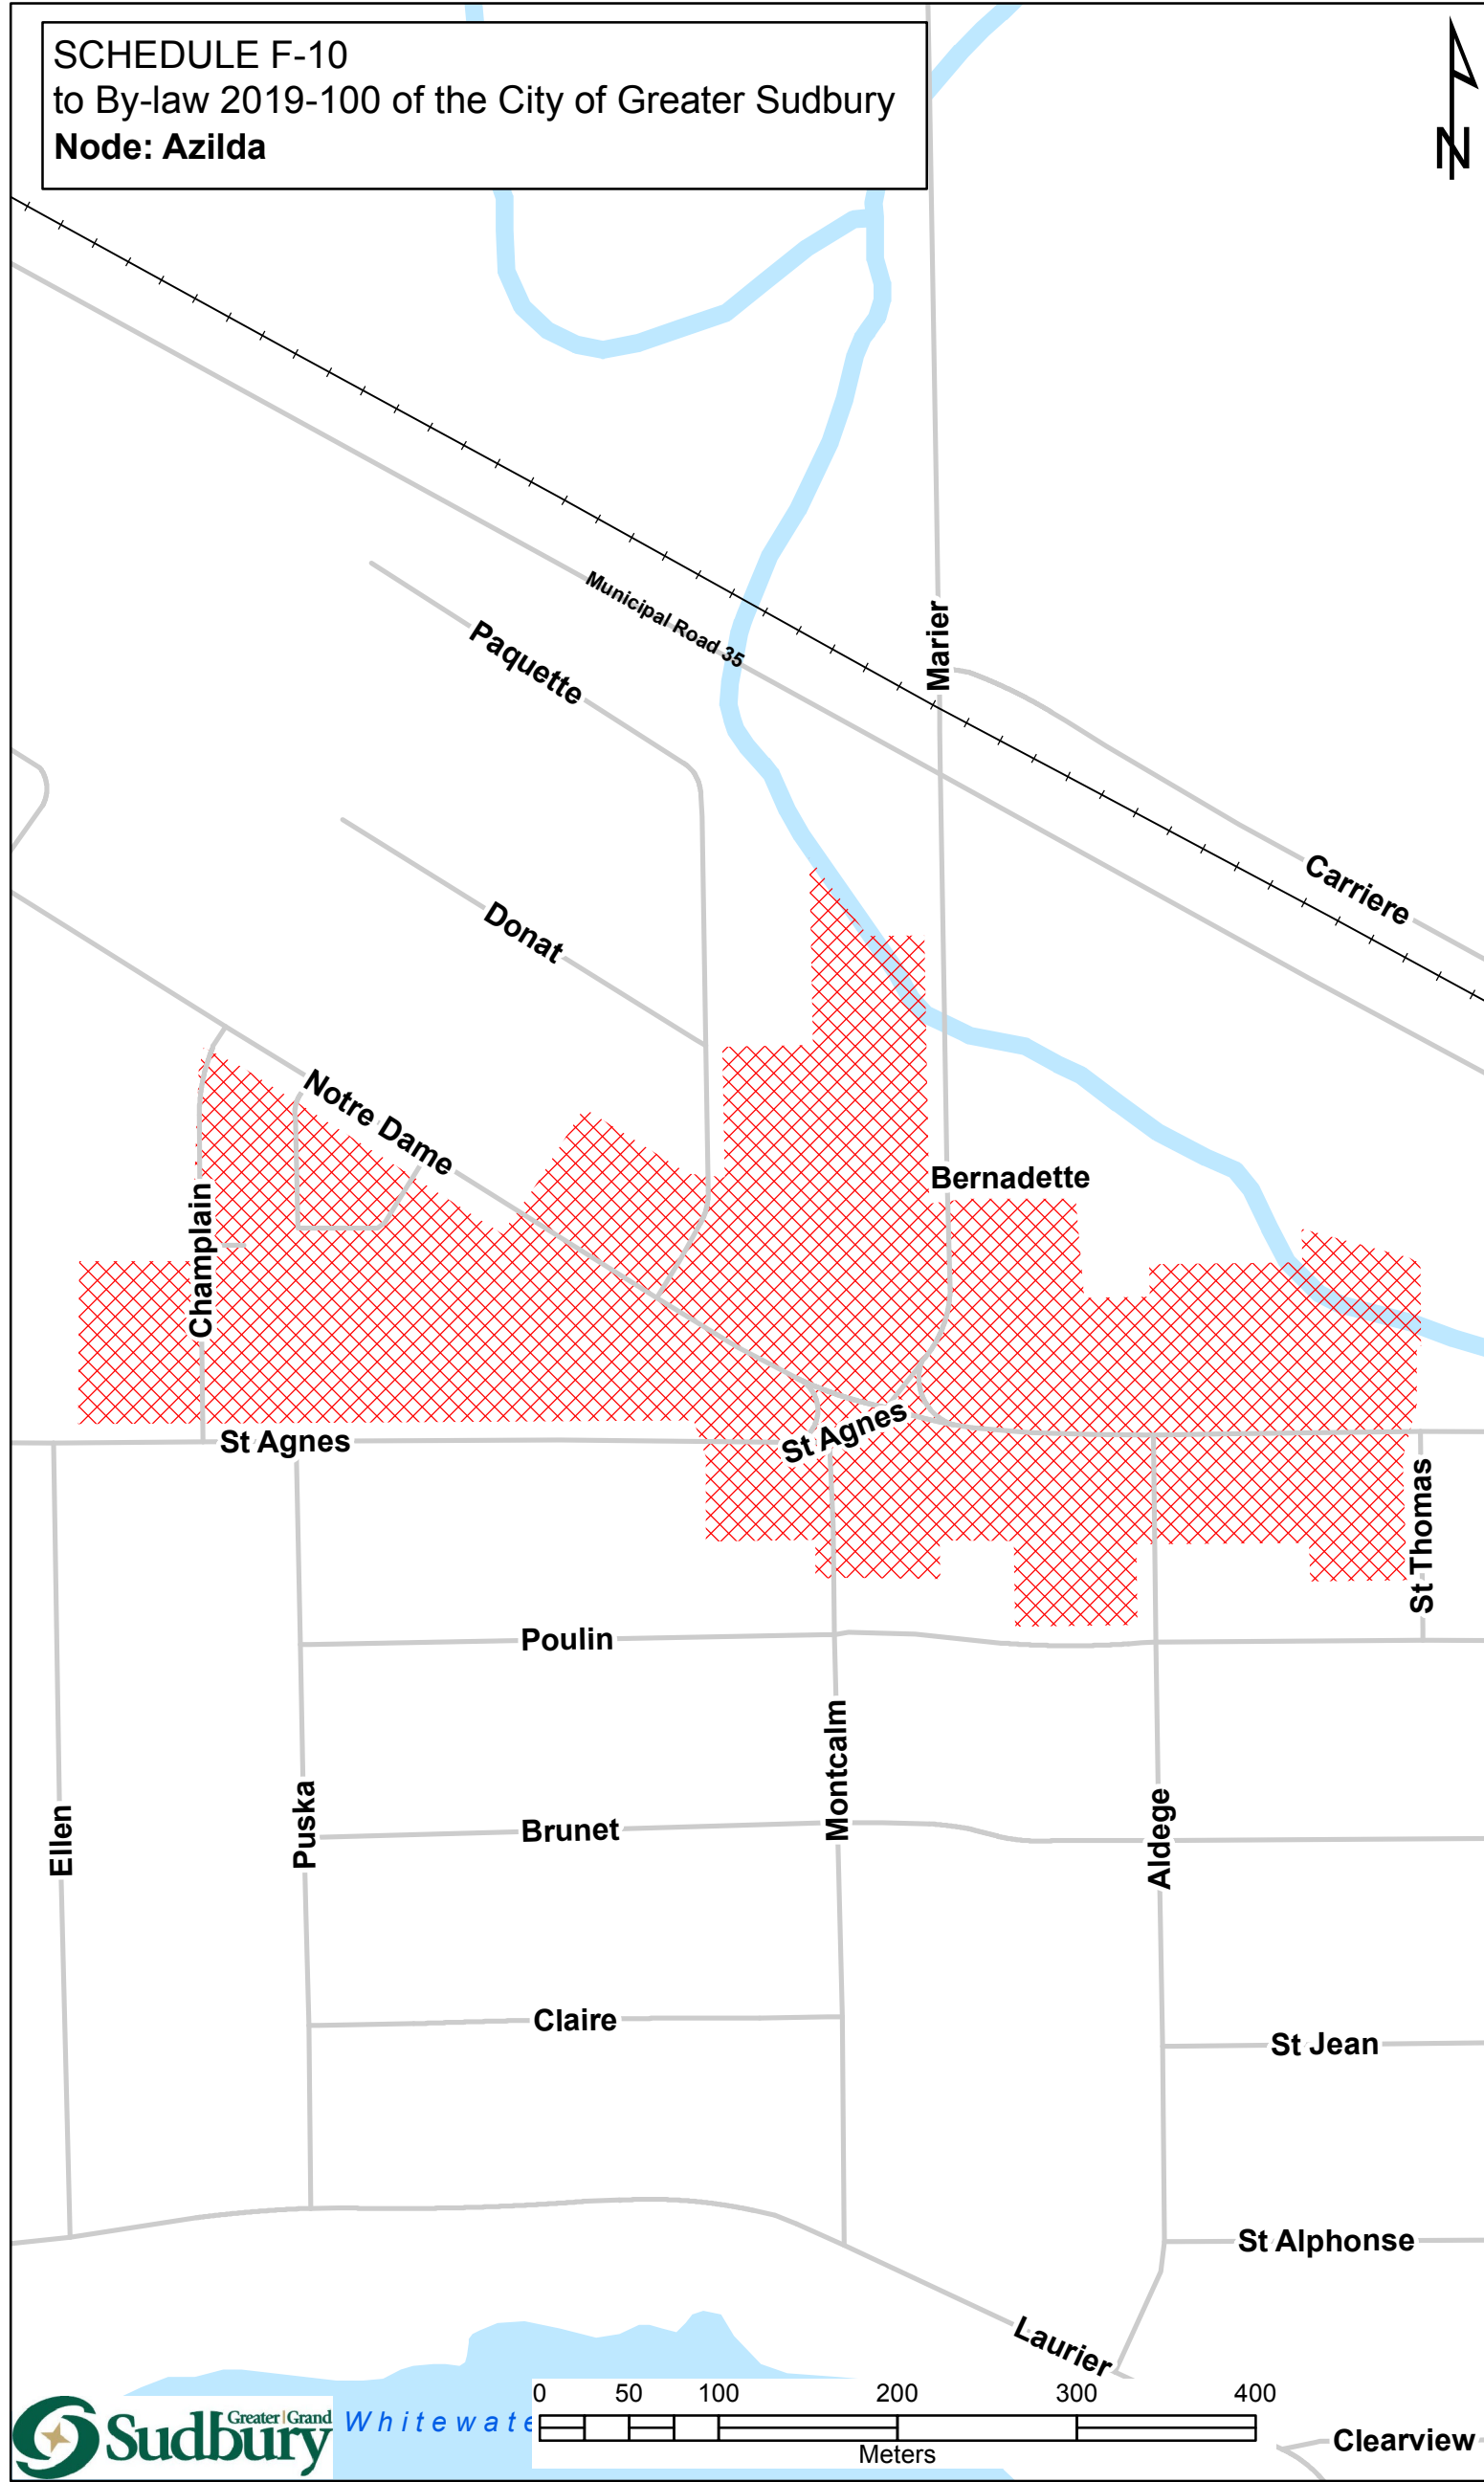 SCHEDULE F-10
to By-law 2019-100 of the City of Greater Sudbury
Node: Azilda
N
Municipal Road 35
Marier
Paquette
Carriere
Donat
Notre Dame
Bernadette
Champlain
St Agnes
St Agnes
St Thomas
Poulin
Montcalm
Puska
Ellen
Brunet
Aldege
Claire
St Jean
St Alphonse
Laurier
0 50 100 200 300 400
Meters
Greater | Grand
Sudbury
Whitewate
Clearview